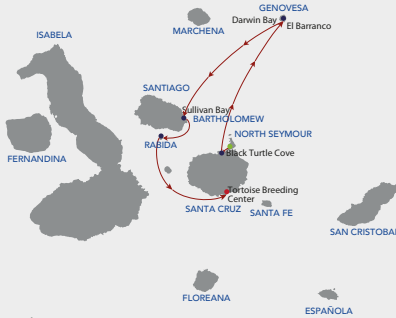 GENOVESA
Darwin Bay
El Barranco
MARCHENA
ISABELA
SANTIAGO
Sullivan Bay
BARTHOLOMEW
NORTH SEYMOUR
RABIDA
Black Turtle Cove
FERNANDINA
Tortoise Breeding
Center
SANTA CRUZ
SANTA FE
SAN CRISTOBAL
FLOREANA
ESPAÑOLA